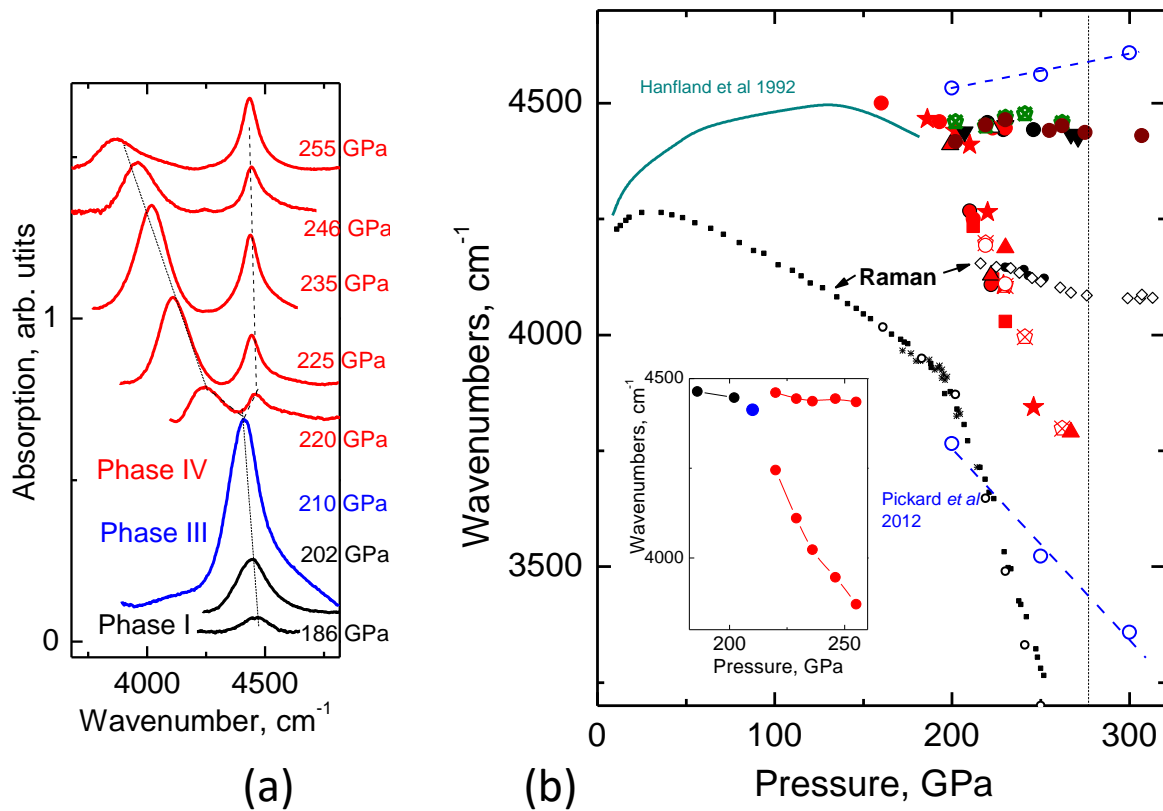 Absorption, arb. utits
1
0
255 GPa
246 GPa
235 GPa
225 GPa
220 GPa
Phase IV
210 GPa
Phase III
202 GPa
Phase I
186 GPa
4000
4500
Wavenumber, cm-1
(a)
Wavenumbers, cm-1
4500
4000
3500
Hanfland et al 1992
Raman
Pickard et al
2012
4500
4000
Wavenumbers, cm-1
200
250
Pressure, GPa
0
100
200
300
Pressure, GPa
(b)